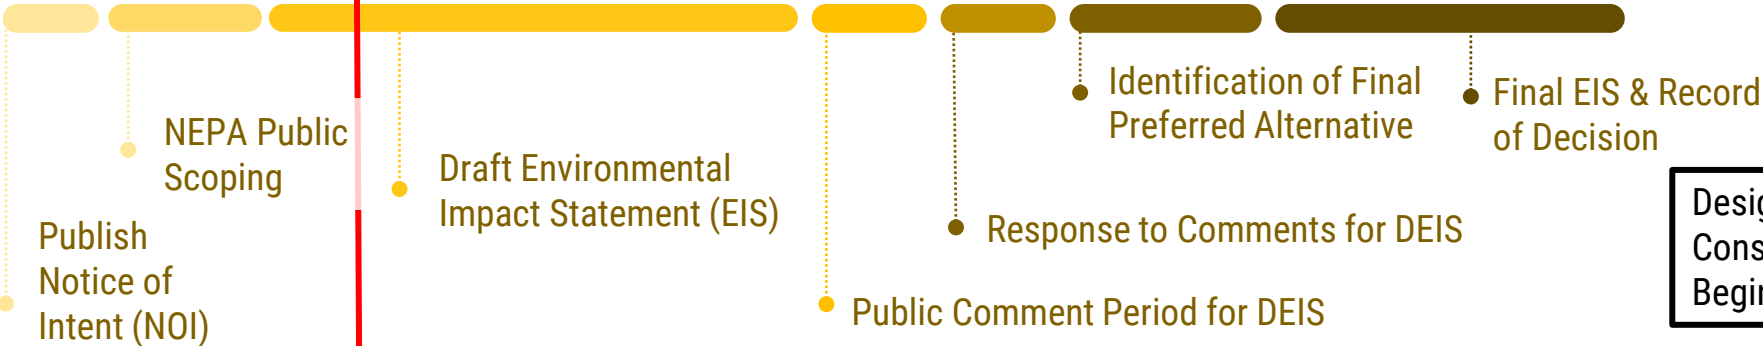 Publish
Notice of
Intent (NOI)
NEPA Public
Scoping
Draft Environmental
Impact Statement (EIS)
Public Comment Period for DEIS
Response to Comments for DEIS
Identification of Final
Preferred Alternative
Final EIS & Record
of Decision